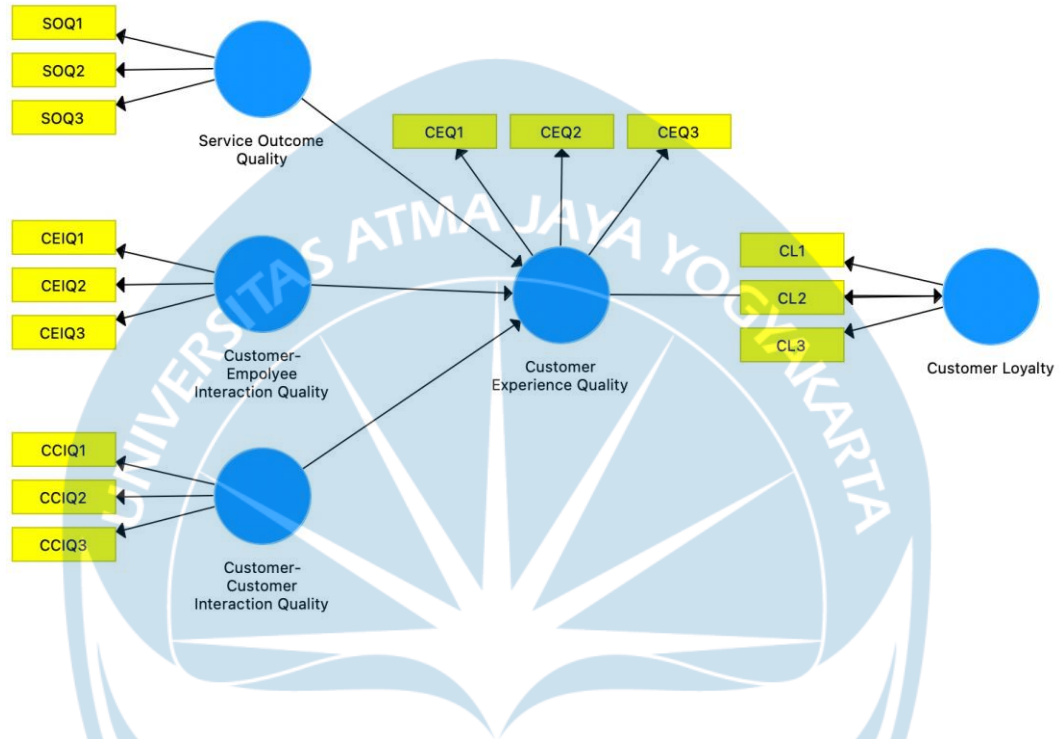 SOQ1
SOQ2
SOQ3
Service Outcome
Quality
CEQ1
CEQ2
CEQ3
UNIVERSITAS ATMA JAYA YOGYAKARTA
CEIQ1
CEIQ2
CEIQ3
Customer-
Empolyee
Interaction Quality
Customer
Experience Quality
CL1
CL2
CL3
Customer Loyalty
CCIQ1
CCIQ2
CCIQ3
Customer-
Customer
Interaction Quality